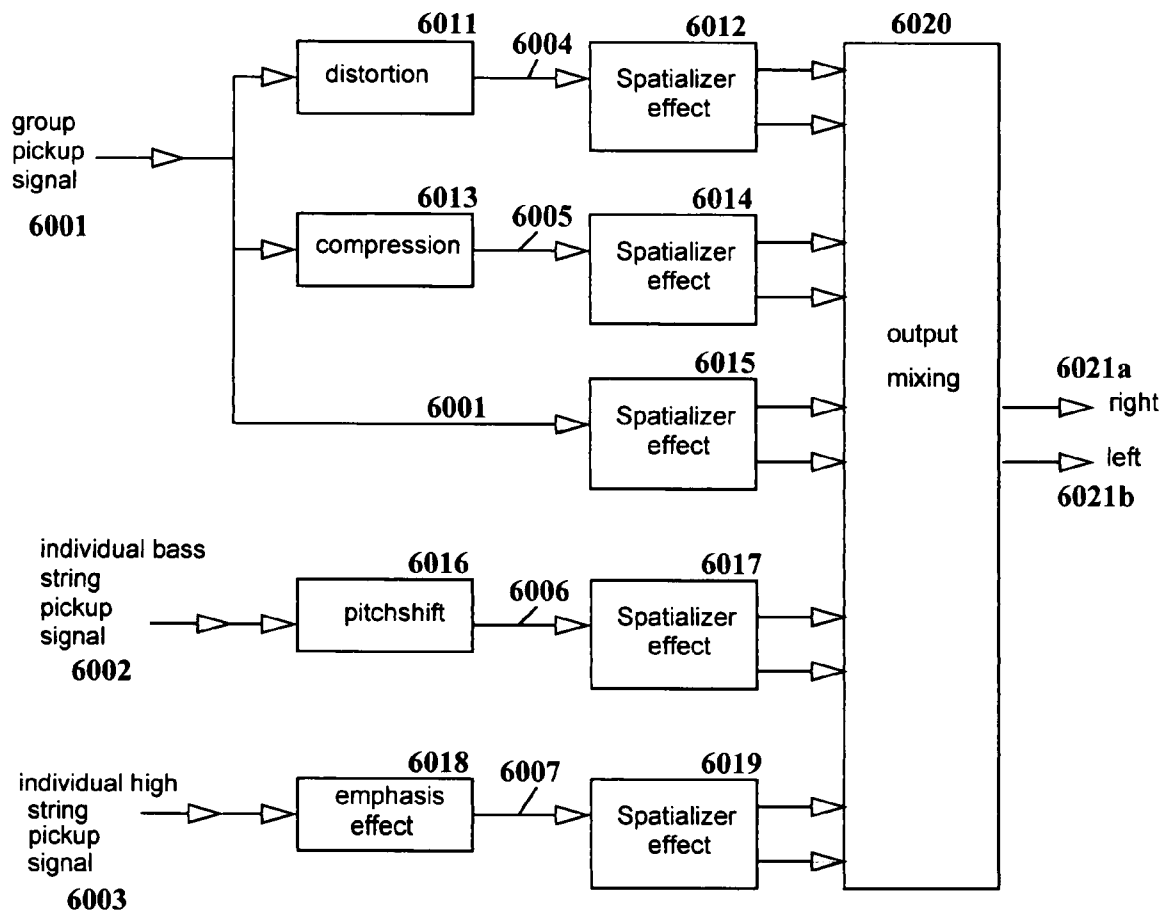 6011
distortion
6004
6012
Spatializer
effect
6020
group
pickup
signal
6001
6013
compression
6005
6014
Spatializer
effect
output
mixing
6015
6001
Spatializer
effect
6021a
right
left
6021b
individual bass
string
pickup
signal
6002
6016
pitchshift
6006
6017
Spatializer
effect
individual high
string
pickup
signal
6003
6018
emphasis
effect
6007
6019
Spatializer
effect